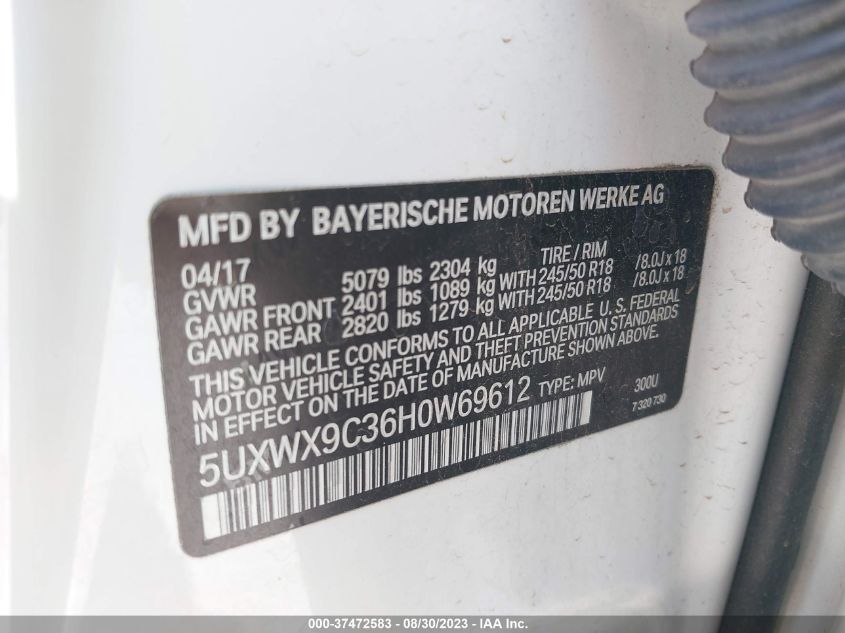 MFD BY BAYERISCHE MOTOREN WERKE AG
04/17 TIRE / RIM
GVWR 5079 lbs 2304 kg
GAWR FRONT 2401 lbs 1089 kg WITH 245/50 R18 /8.0J x 18
GAWR REAR 2820 lbs 1279 kg WITH 245/50 R18 /8.0J x 18
THIS VEHICLE CONFORMS TO ALL APPLICABLE U.S. FEDERAL
MOTOR VEHICLE SAFETY AND THEFT PREVENTION STANDARDS
IN EFFECT ON THE DATE OF MANUFACTURE SHOWN ABOVE.
5UXWX9C36H0W69612 TYPE: MPV 300U
7 320 730
000-37472583 - 08/30/2023 - IAA Inc.